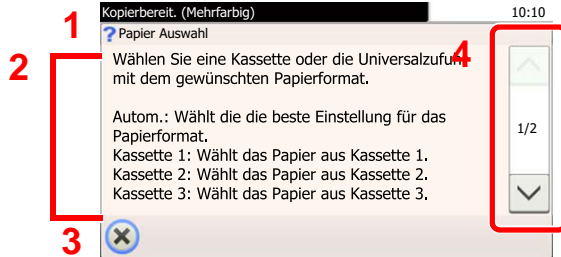 Kopierbereit. (Mehrfarbig) 10:10
1
? Papier Auswahl
4
2
Wählen Sie eine Kassette oder die
mit dem gewünschten Papierformat.
Autom.: Wählt die die beste Einstellung für das
Papierformat.
1/2
Kassette 1: Wählt das Papier aus Kassette 1.
Kassette 2: Wählt das Papier aus Kassette 2.
Kassette 3: Wählt das Papier aus Kassette 3.
3